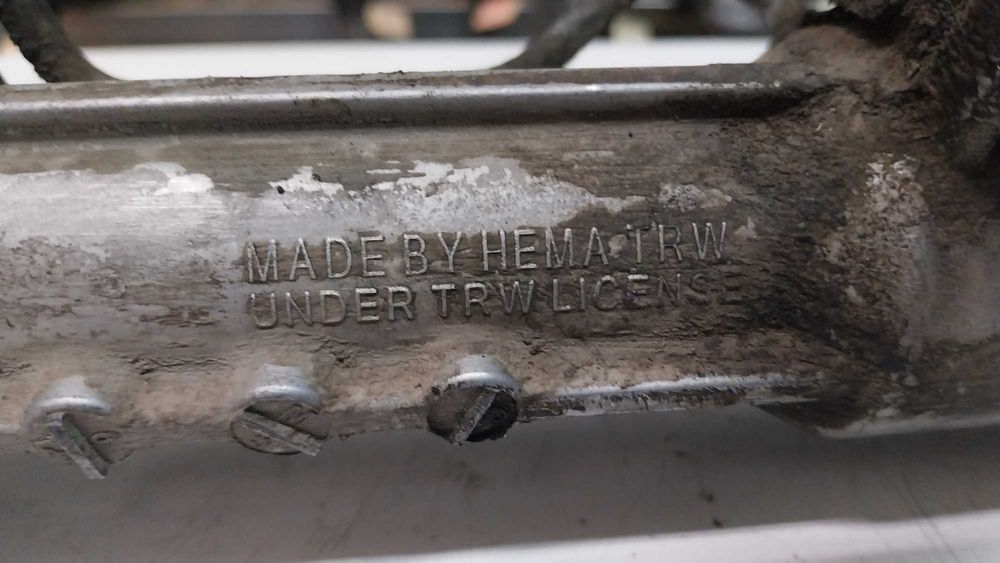 MADE BY HEMA TRW
UNDER TRW LICENSE